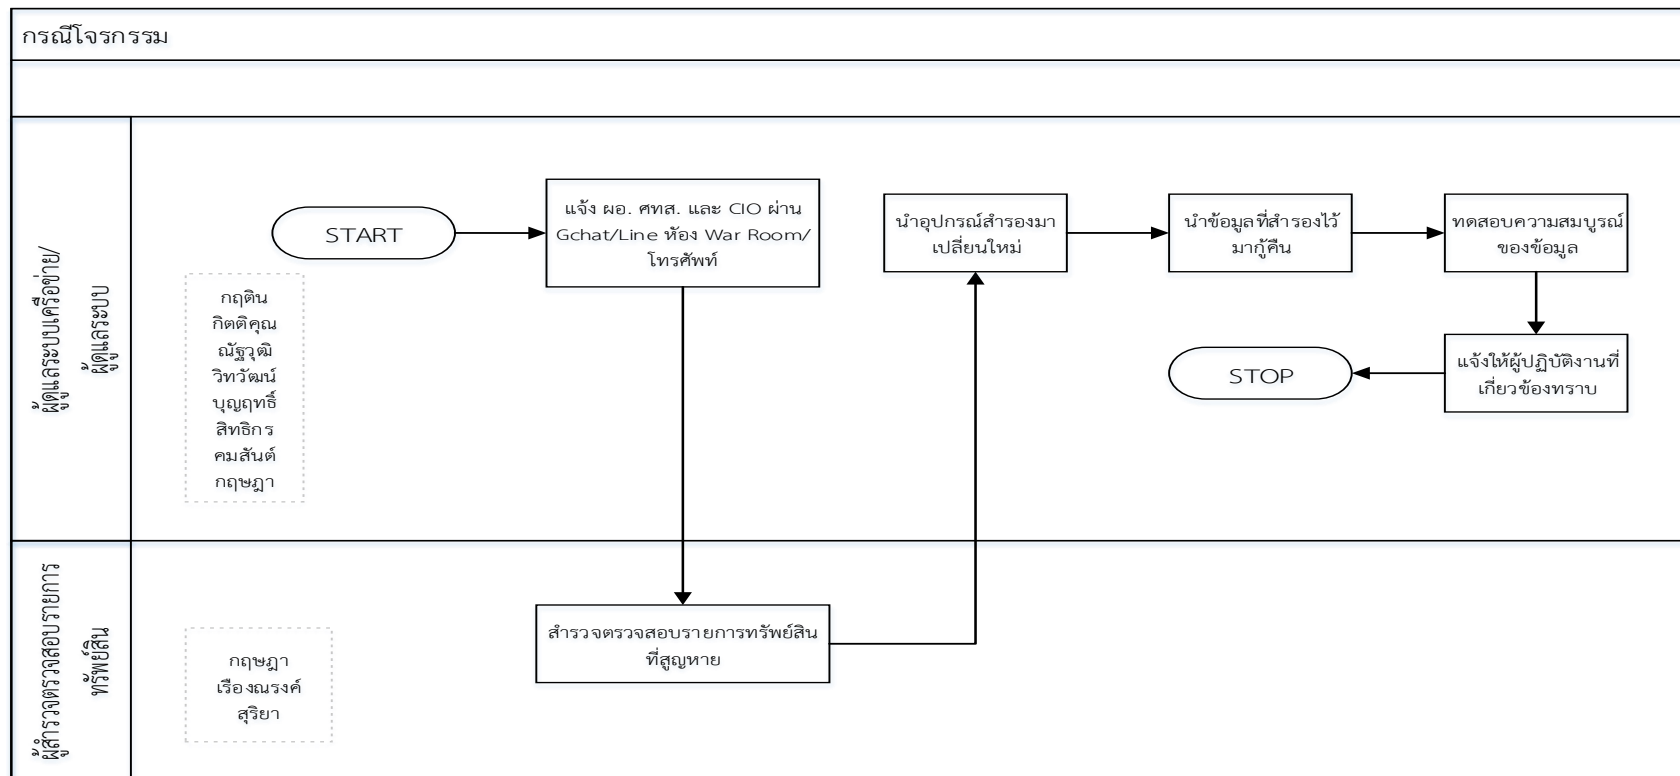 กรณีโจรกรรม
ผู้ดูแลระบบเครือข่าย/
ผู้ดูแลระบบ
START
แจ้ง ผอ. ศทส. และ CIO ผ่าน
Gchat/Line ห้อง War Room/
โทรศัพท์
นำอุปกรณ์สำรองมา
เปลี่ยนใหม่
นำข้อมูลที่สำรองไว้
มากู้คืน
ทดสอบความสมบูรณ์
ของข้อมูล
แจ้งให้ผู้ปฏิบัติงานที่
เกี่ยวข้องทราบ
STOP
กฤติน
กิตติคุณ
ณัฐวุฒิ
วิทวัฒน์
บุญฤทธิ์
สิทธิกร
คมสันต์
กฤษฎา
ผู้สำรวจตรวจสอบรายการ
ทรัพย์สิน
กฤษฎา
เรืองณรงค์
สุริยา
สำรวจตรวจสอบรายการทรัพย์สิน
ที่สูญหาย